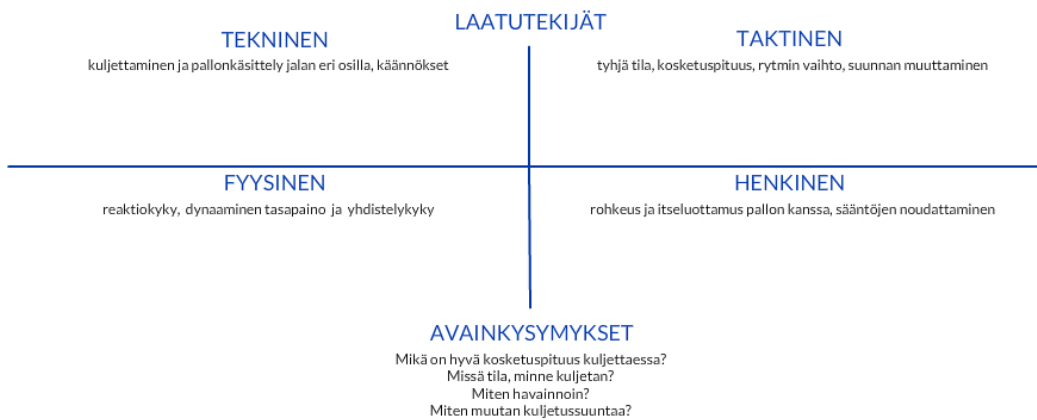 LAATUTEKIJÄT
TEKNINEN
kuljettaminen ja pallonkäsittely jalan eri osilla, käännökset
TAKTINEN
tyhjä tila, kosketuspituus, rytmin vaihto, suunnan muuttaminen
FYYSINEN
reaktiokyky, dynaaminen tasapaino ja yhdistelykyky
HENKINEN
rohkeus ja itseluottamus pallon kanssa, sääntöjen noudattaminen
AVAINKYSYMYKSET
Mikä on hyvä kosketuspituus kuljettaessa?
Missä tila, minne kuljetan?
Miten havainnoin?
Miten muutan kuljetussuuntaa?